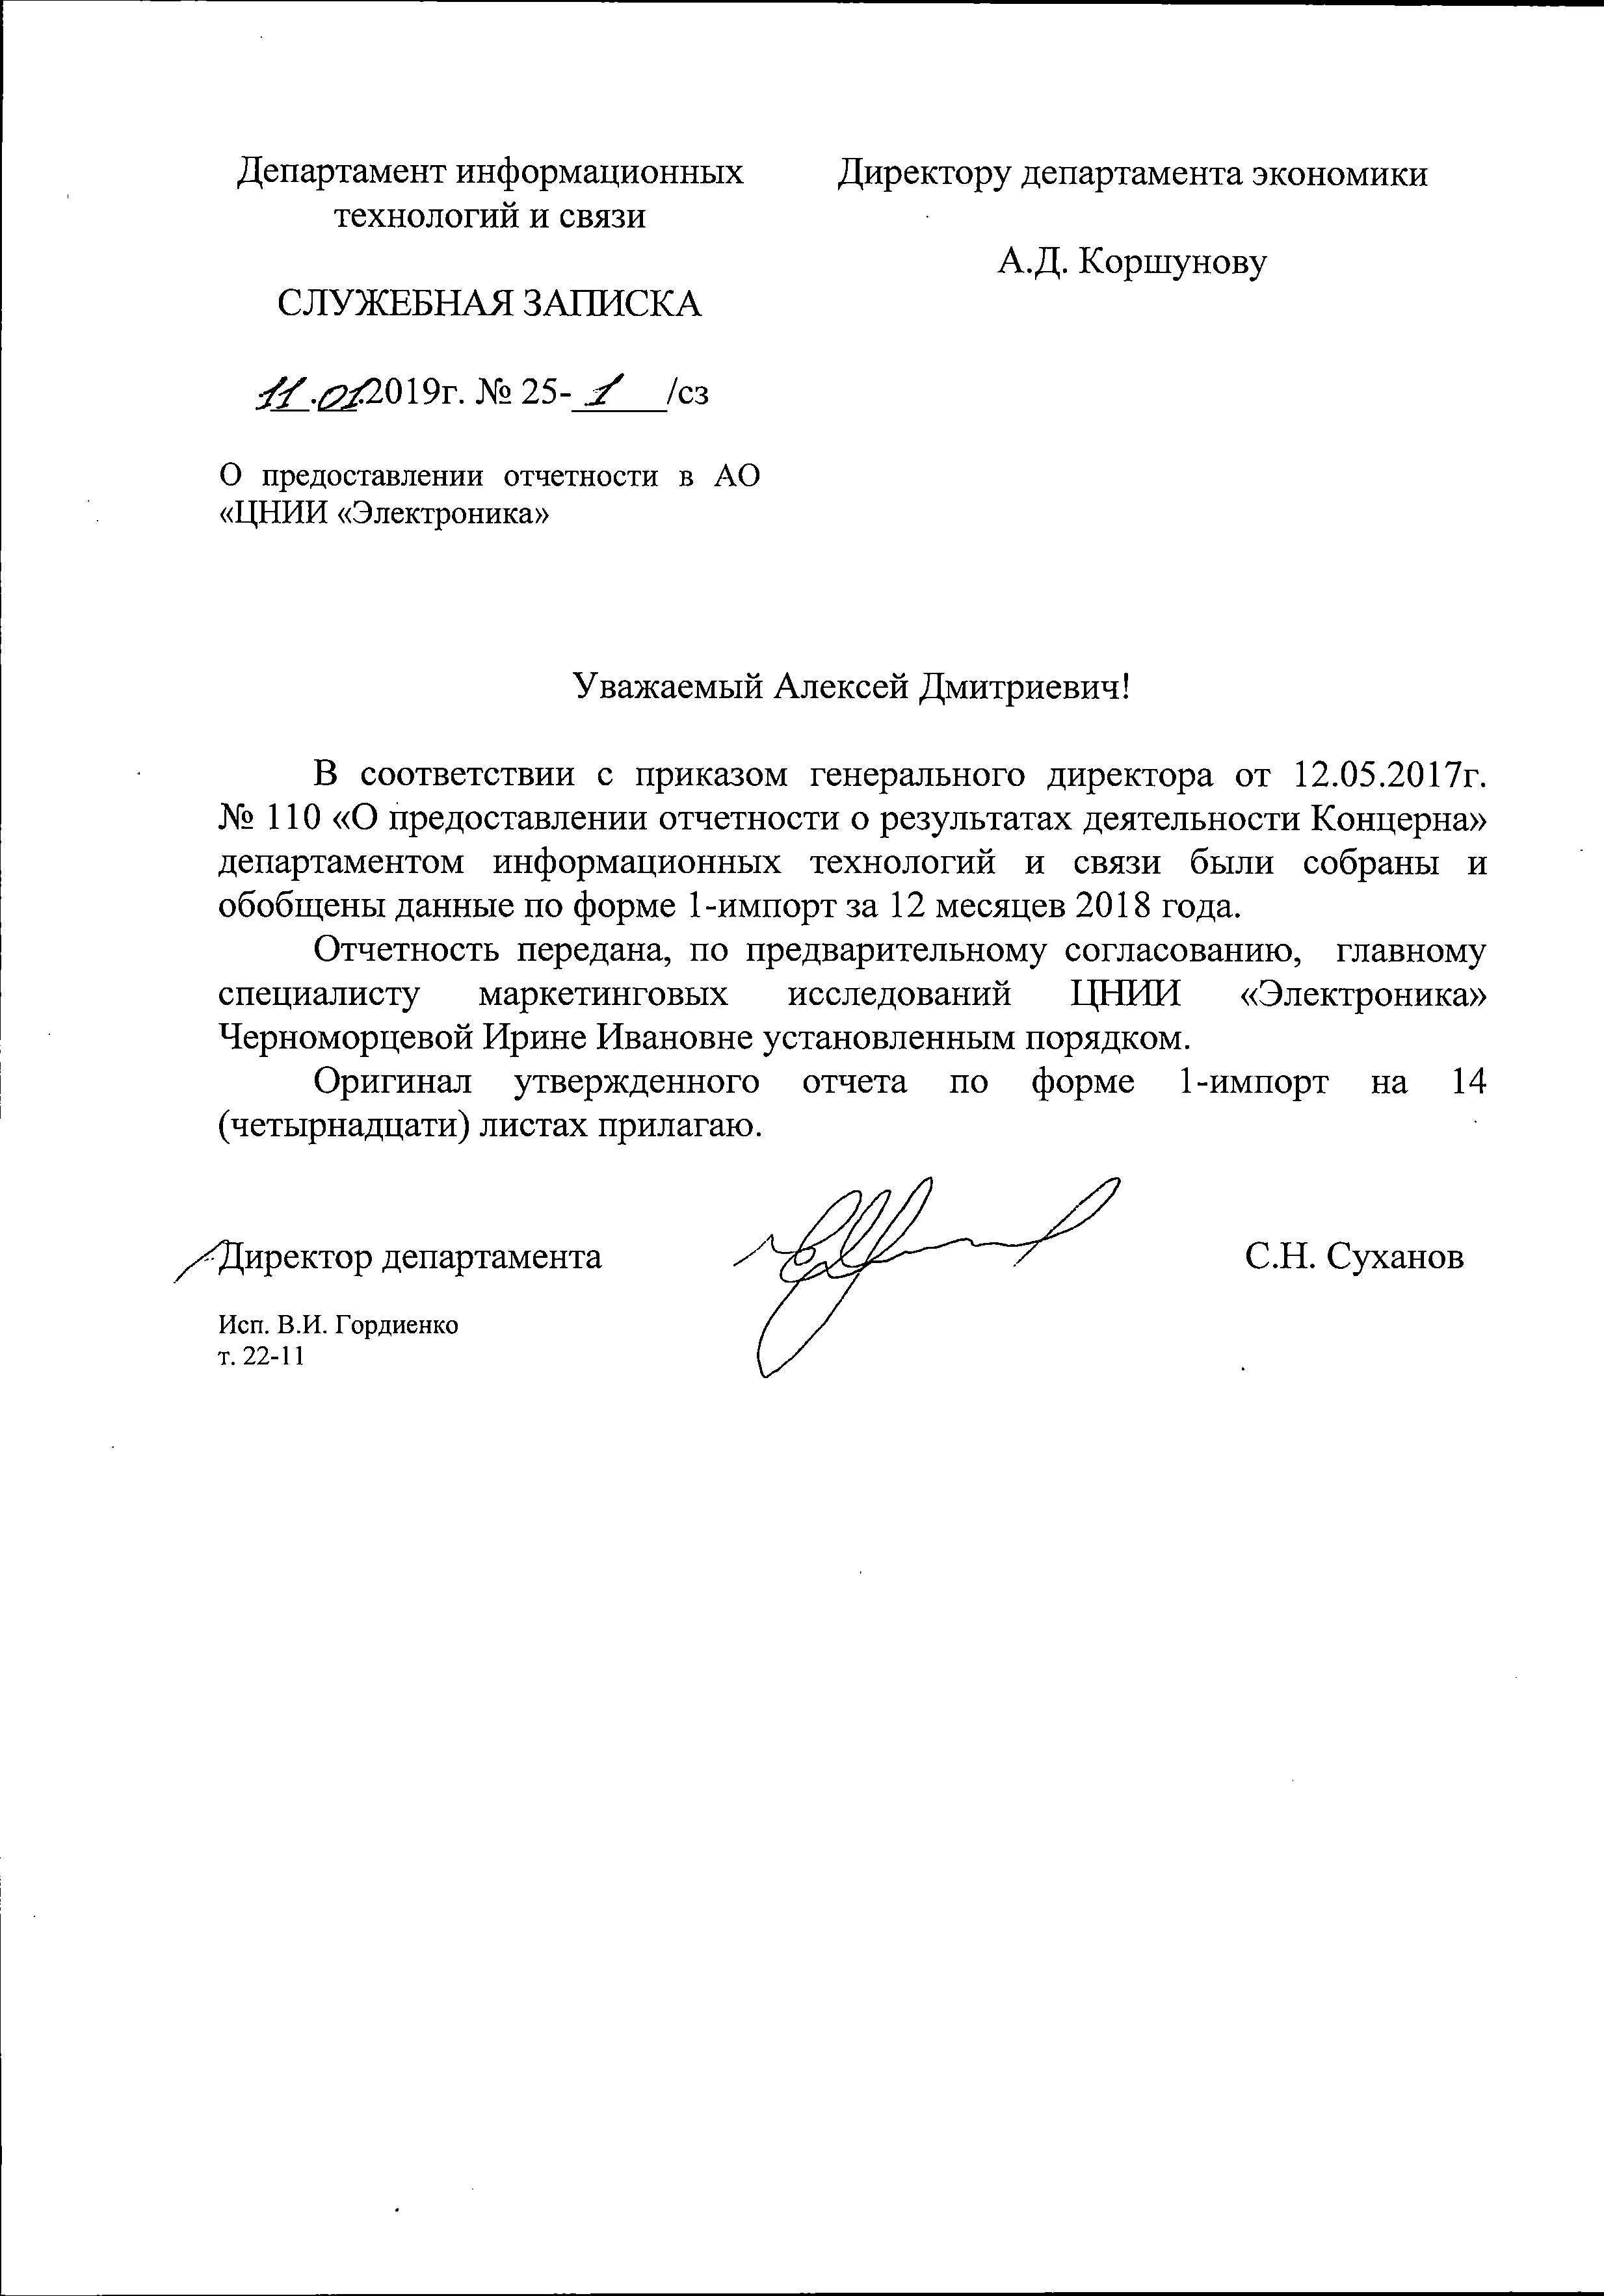 Департамент информационных
технологий и связи
СЛУЖЕБНАЯ ЗАПИСКА
11.01.2019г. № 25-1/сз
О предоставлении отчетности в АО
«ЦНИИ «Электроника»
Директору департамента экономики
А.Д. Коршунову
Уважаемый Алексей Дмитриевич!
В соответствии с приказом генерального директора от 12.05.2017г.
№ 110 «О предоставлении отчетности о результатах деятельности Концерна»
департаментом информационных технологий и связи были собраны и
обобщены данные по форме 1-импорт за 12 месяцев 2018 года.
Отчетность передана, по предварительному согласованию, главному
специалисту маркетинговых исследований ЦНИИ «Электроника»
Черноморцевой Ирине Ивановне установленным порядком.
Оригинал утвержденного отчета по форме 1-импорт на 14
(четырнадцати) листах прилагаю.
Директор департамента С.Н. Суханов
Исп. В.И. Гордиенко
т. 22-11